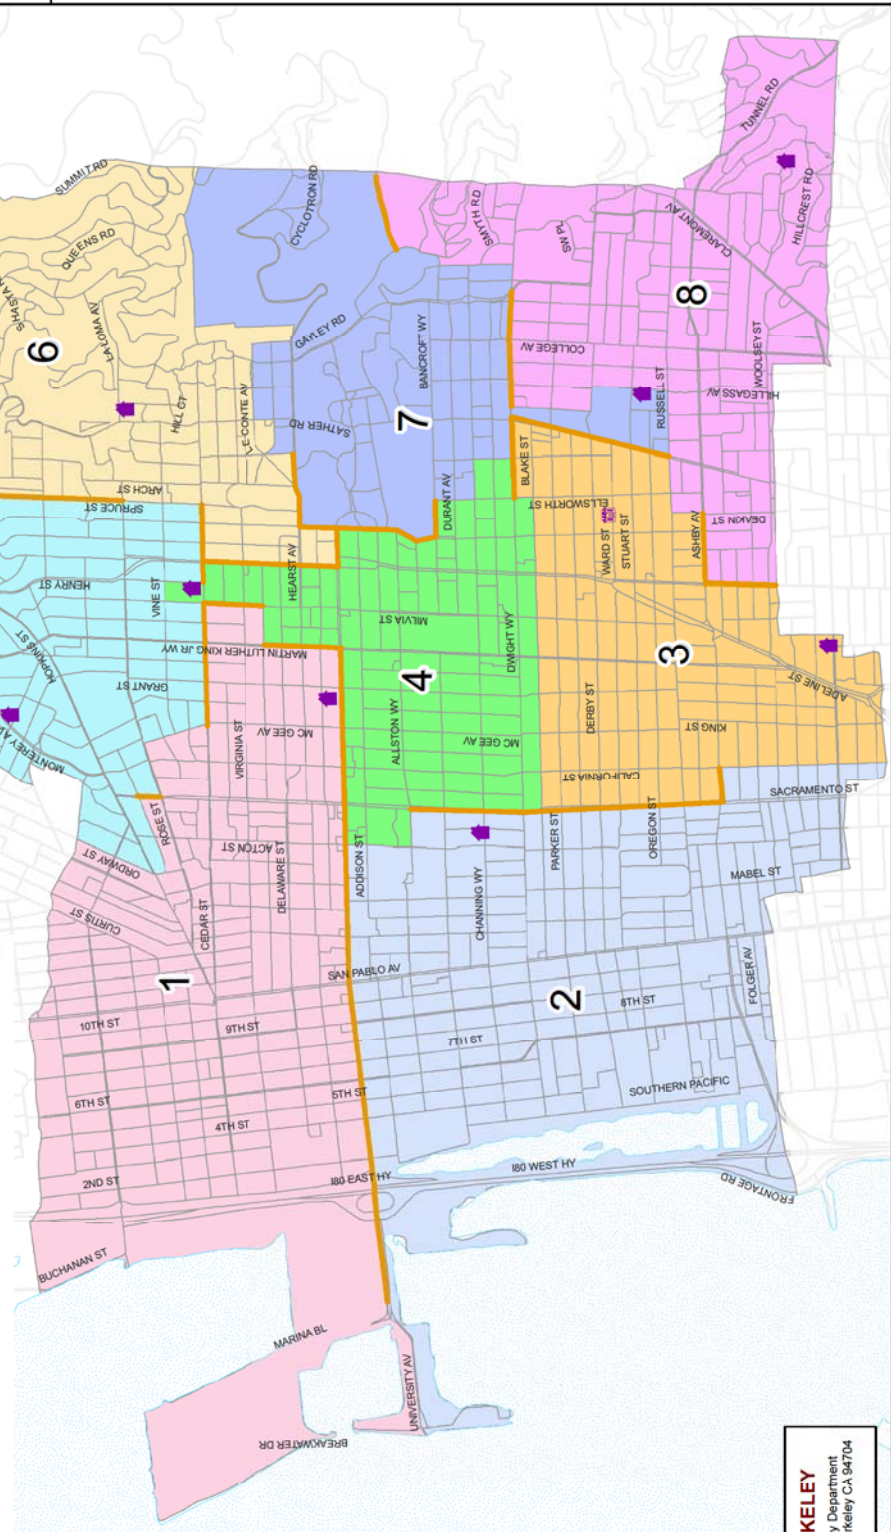 SUMMIT RD
QUEENS RD
S HASTA R
LA LOMA AV
6
HILL CT
LE CONTE AV
ARCH ST
SPRUCE ST
CYCLOTRON RD
GAYLEY RD
SATHER RD
BANCROFT WY
7
DURANT AV
TUNNEL RD
HILLCREST RD
CLAREMONT AV
SMYTH RD
SW PL
8
COLLEGE AV
WOOLSEY ST
HILLEGASS AV
RUSSELL ST
BLAKE ST
ELLSWORTH ST
WARD ST
STUART ST
ASHBY AV
DEAKIN ST
HENRY ST
VINE ST
HOPKINS ST
GRANT ST
MONTEREY AV
HEARST AV
MILVIA ST
MARTIN LUTHER KING JR WY
DWIGHT WY
4
ALLSTON WY
MC GEE AV
MC GEE AV
VIRGINIA ST
3
DERBY ST
KING ST
ADELINE ST
CALIFORNIA ST
SACRAMENTO ST
OREGON ST
PARKER ST
MABEL ST
ROSE ST
ACTON ST
ORDWAY ST
CURTIS ST
DELAWARE ST
CEDAR ST
ADDISON ST
CHANNING WY
SAN PABLO AV
1
10TH ST
9TH ST
6TH ST
5TH ST
4TH ST
2ND ST
2
8TH ST
7TH ST
FOLGER AV
SOUTHERN PACIFIC
I80 EAST HY
I80 WEST HY
FRONTAGE RD
BUCHANAN ST
MARINA BL
UNIVERSITY AV
BREAKWATER DR
KELEY
y Department
rkeley CA 94704